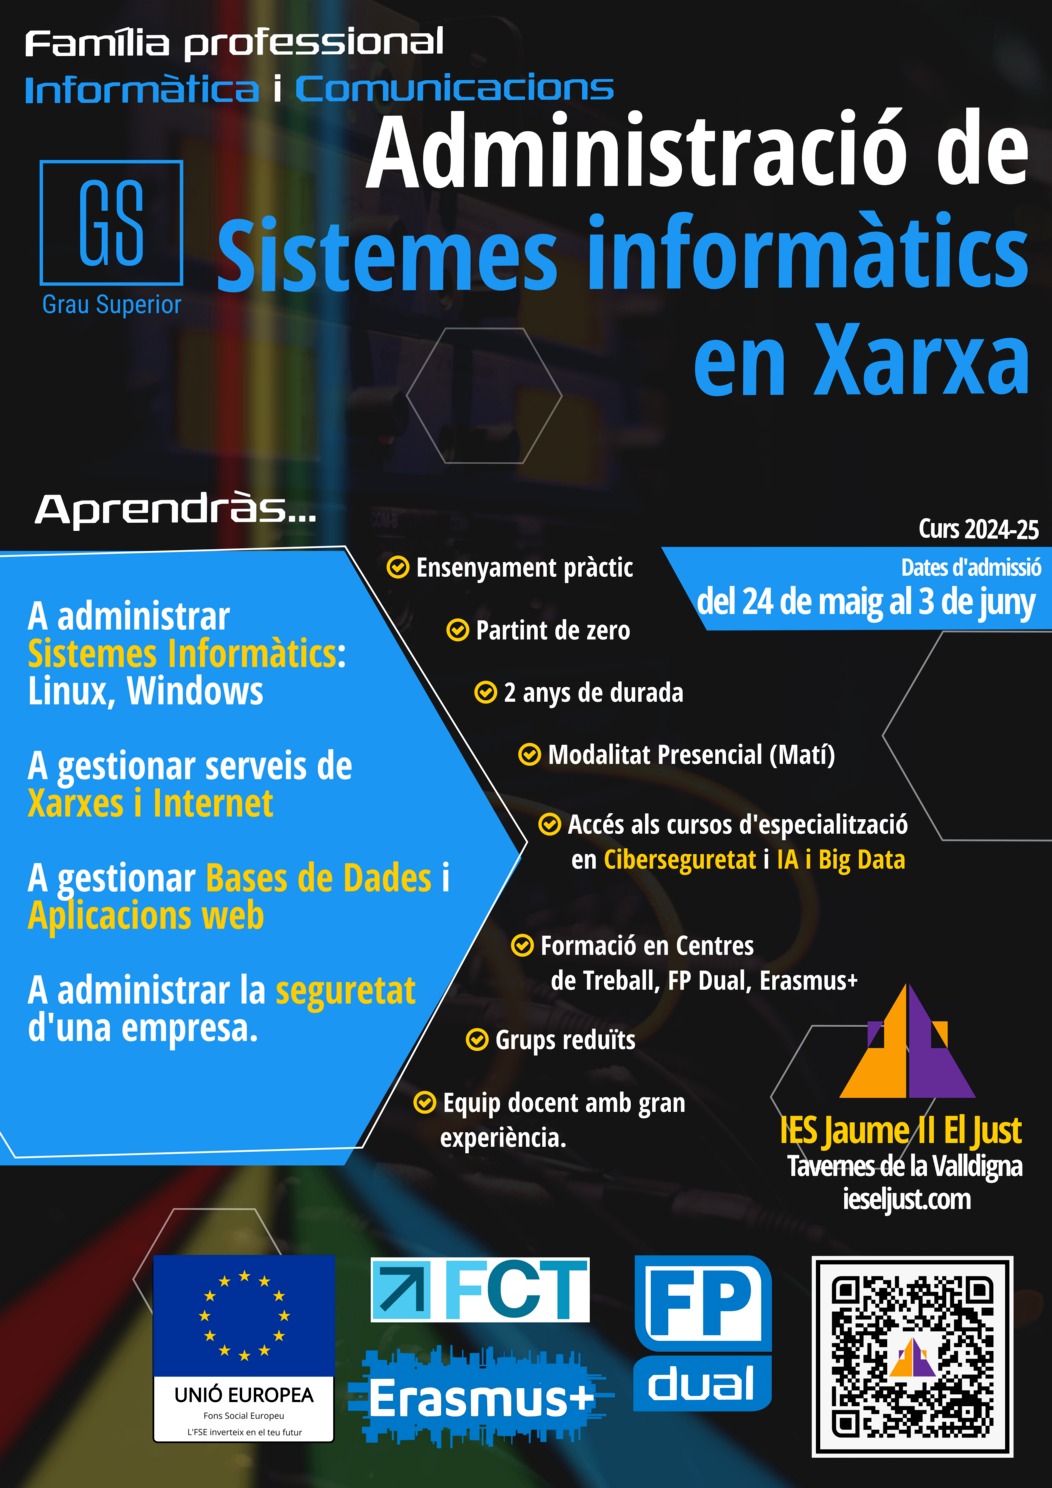 Família professional
Informàtica i Comunicacions
Administració de
Sistemes informàtics
en Xarxa
GS
Grau Superior
Aprendràs...
A administrar
Sistemes Informàtics:
Linux, Windows
A gestionar serveis de
Xarxes i Internet
A gestionar Bases de Dades i
Aplicacions web
A administrar la seguretat
d'una empresa.
Ensenyament pràctic
Partint de zero
2 anys de durada
Modalitat Presencial (Matí)
Accés als cursos d'especialització
en Ciberseguretat i IA i Big Data
Formació en Centres
de Treball, FP Dual, Erasmus+
Grups reduïts
Equip docent amb gran
experiència.
Curs 2024-25
Dates d'admissió
del 24 de maig al 3 de juny
IES Jaume II El Just
Tavernes de la Valldigna
ieseljust.com
UNIÓ EUROPEA
Fons Social Europeu
L'FSE inverteix en el teu futur
FCT
Erasmus+
FP
dual